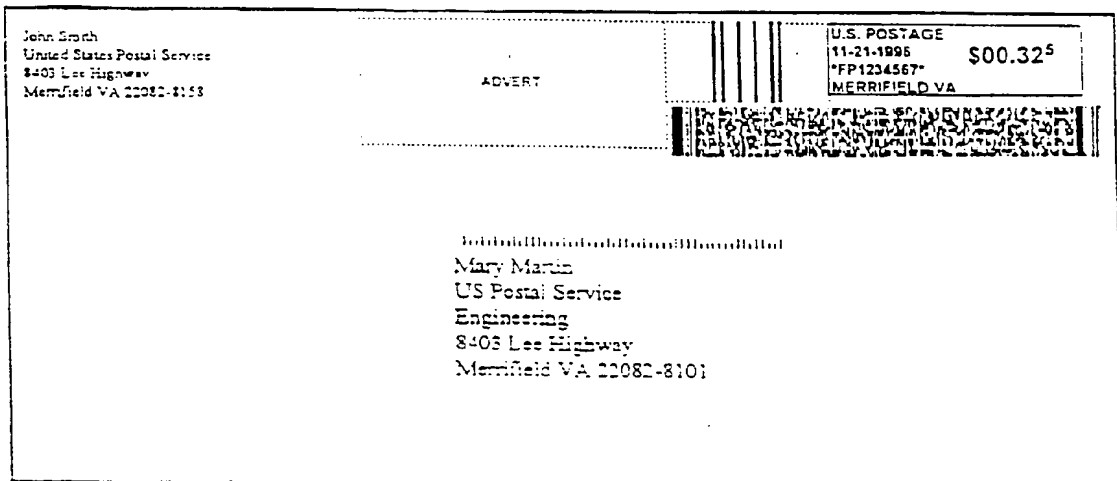 John Smith
United States Postal Service
8403 Lee Highway
Merrifield VA 22082-8153
ADVERT
U.S. POSTAGE
11-21-1996 $00.32⁵
*FP1234567*
MERRIFIELD VA
Mary Martin
US Postal Service
Engineering
8403 Lee Highway
Merrifield VA 22082-8101